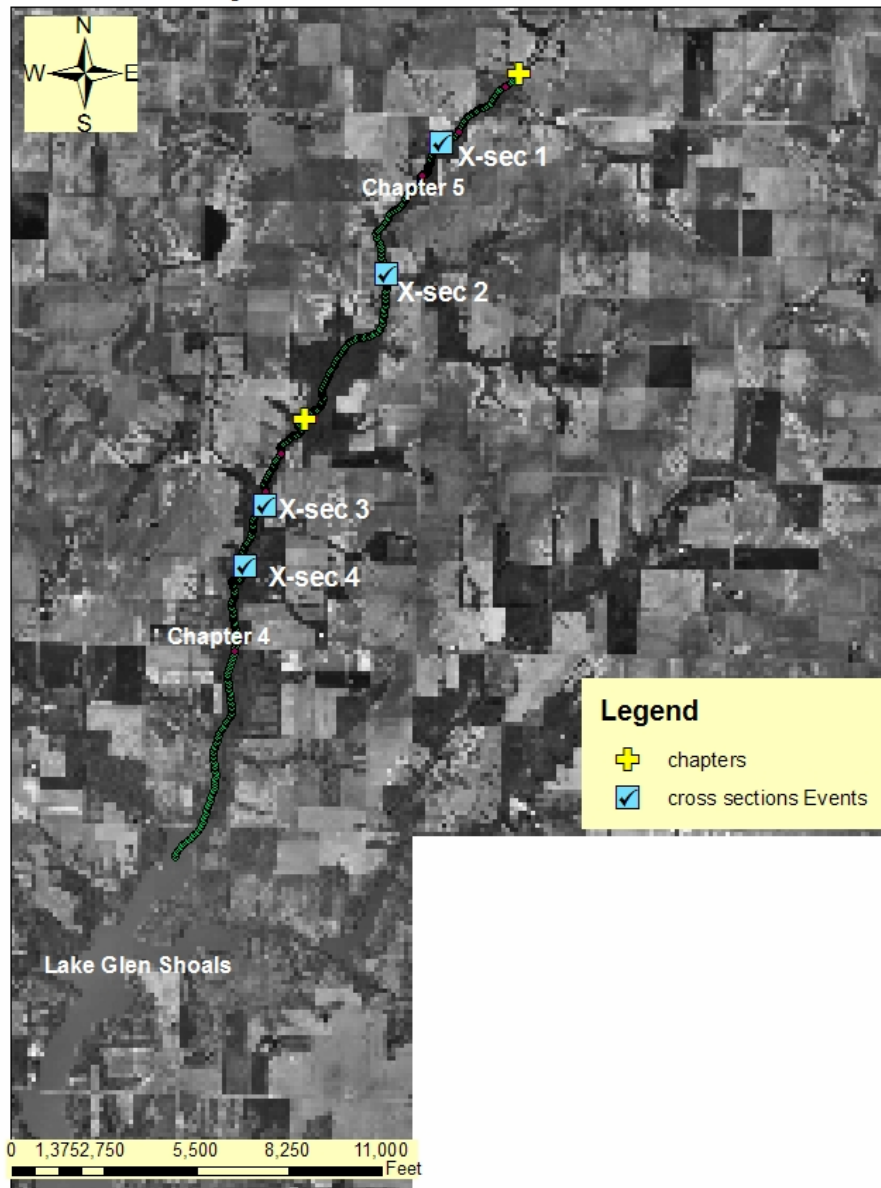 N
W E
S
X-sec 1
Chapter 5
X-sec 2
X-sec 3
X-sec 4
Chapter 4
Legend
chapters
cross sections Events
Lake Glen Shoals
0 1,3752,750 5,500 8,250 11,000
Feet